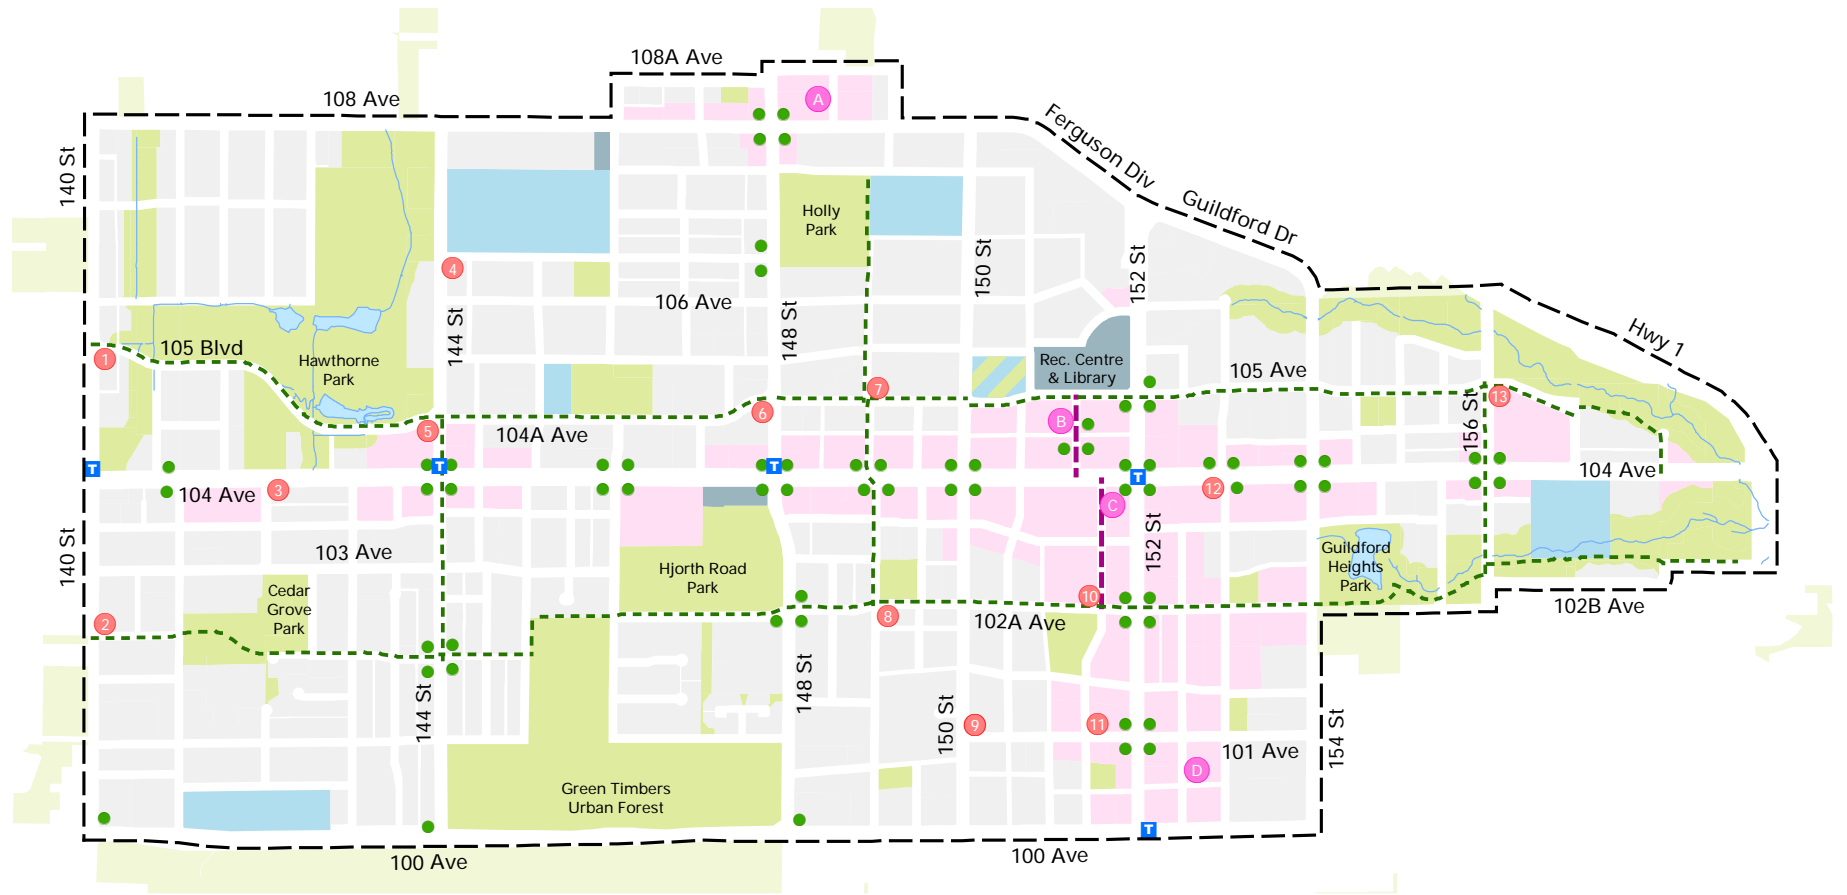 108A Ave
108 Ave
A
Ferguson Div
140 St
Guildford Dr
Holly
Park
150 St
152 St
4
106 Ave
144 St
148 St
Hwy 1
1
105 Blvd
Hawthorne
Park
Rec. Centre
& Library
105 Ave
7
13
6
B
156 St
5
104A Ave
T
T
T
T
104 Ave
104 Ave
3
12
C
140 St
103 Ave
152 St
Guildford
Heights
Park
Hjorth Road
Park
Cedar
Grove
Park
10
102B Ave
2
8
102A Ave
144 St
148 St
150 St
9
11
154 St
101 Ave
D
Green Timbers
Urban Forest
T
100 Ave
100 Ave